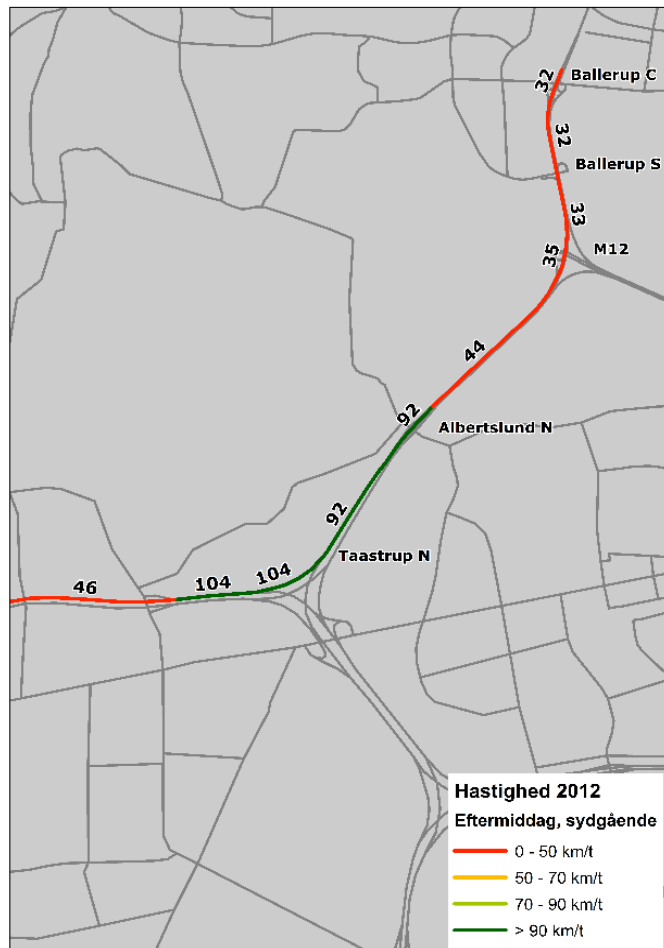 32
Ballerup C
32
Ballerup S
33
M12
35
44
92
Albertslund N
92
Taastrup N
104
104
46
Hastighed 2012
Eftermiddag, sydgående
0 - 50 km/t
50 - 70 km/t
70 - 90 km/t
> 90 km/t